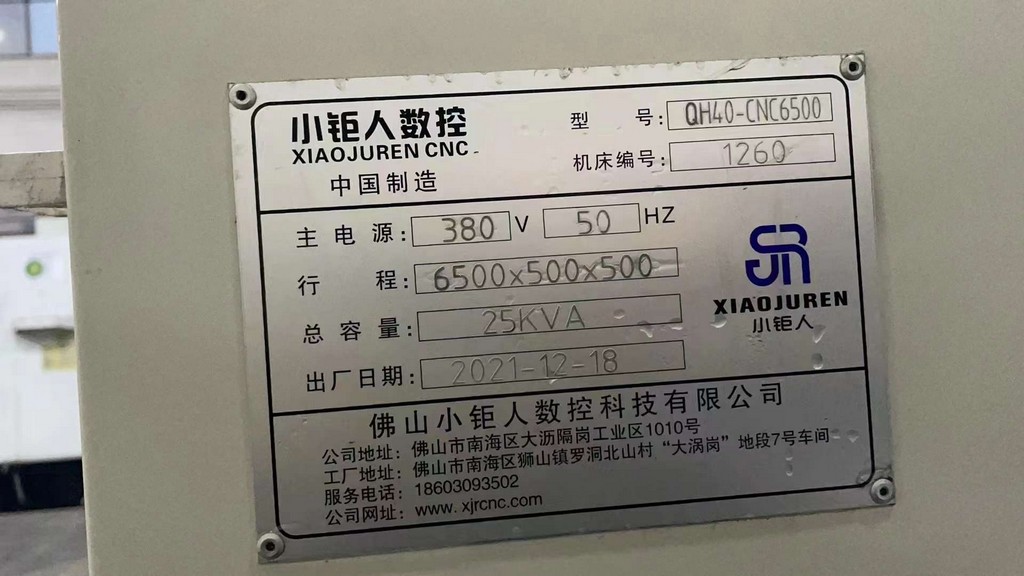 小钜人数控
XIAOJUREN CNC
中国制造
型 号: QH40-CNC6500
机床编号: 1260
主 电 源: 380 V 50 HZ
行 程: 6500x500x500
总 容 量: 25KVA
出厂日期: 2021-12-18
XIAOJUREN
小钜人
佛山小钜人数控科技有限公司
公司地址: 佛山市南海区大沥隔岗工业区1010号
工厂地址: 佛山市南海区狮山镇罗洞北山村“大涡岗”地段7号车间
服务电话: 18603093502
公司网址: www.xjrcnc.com